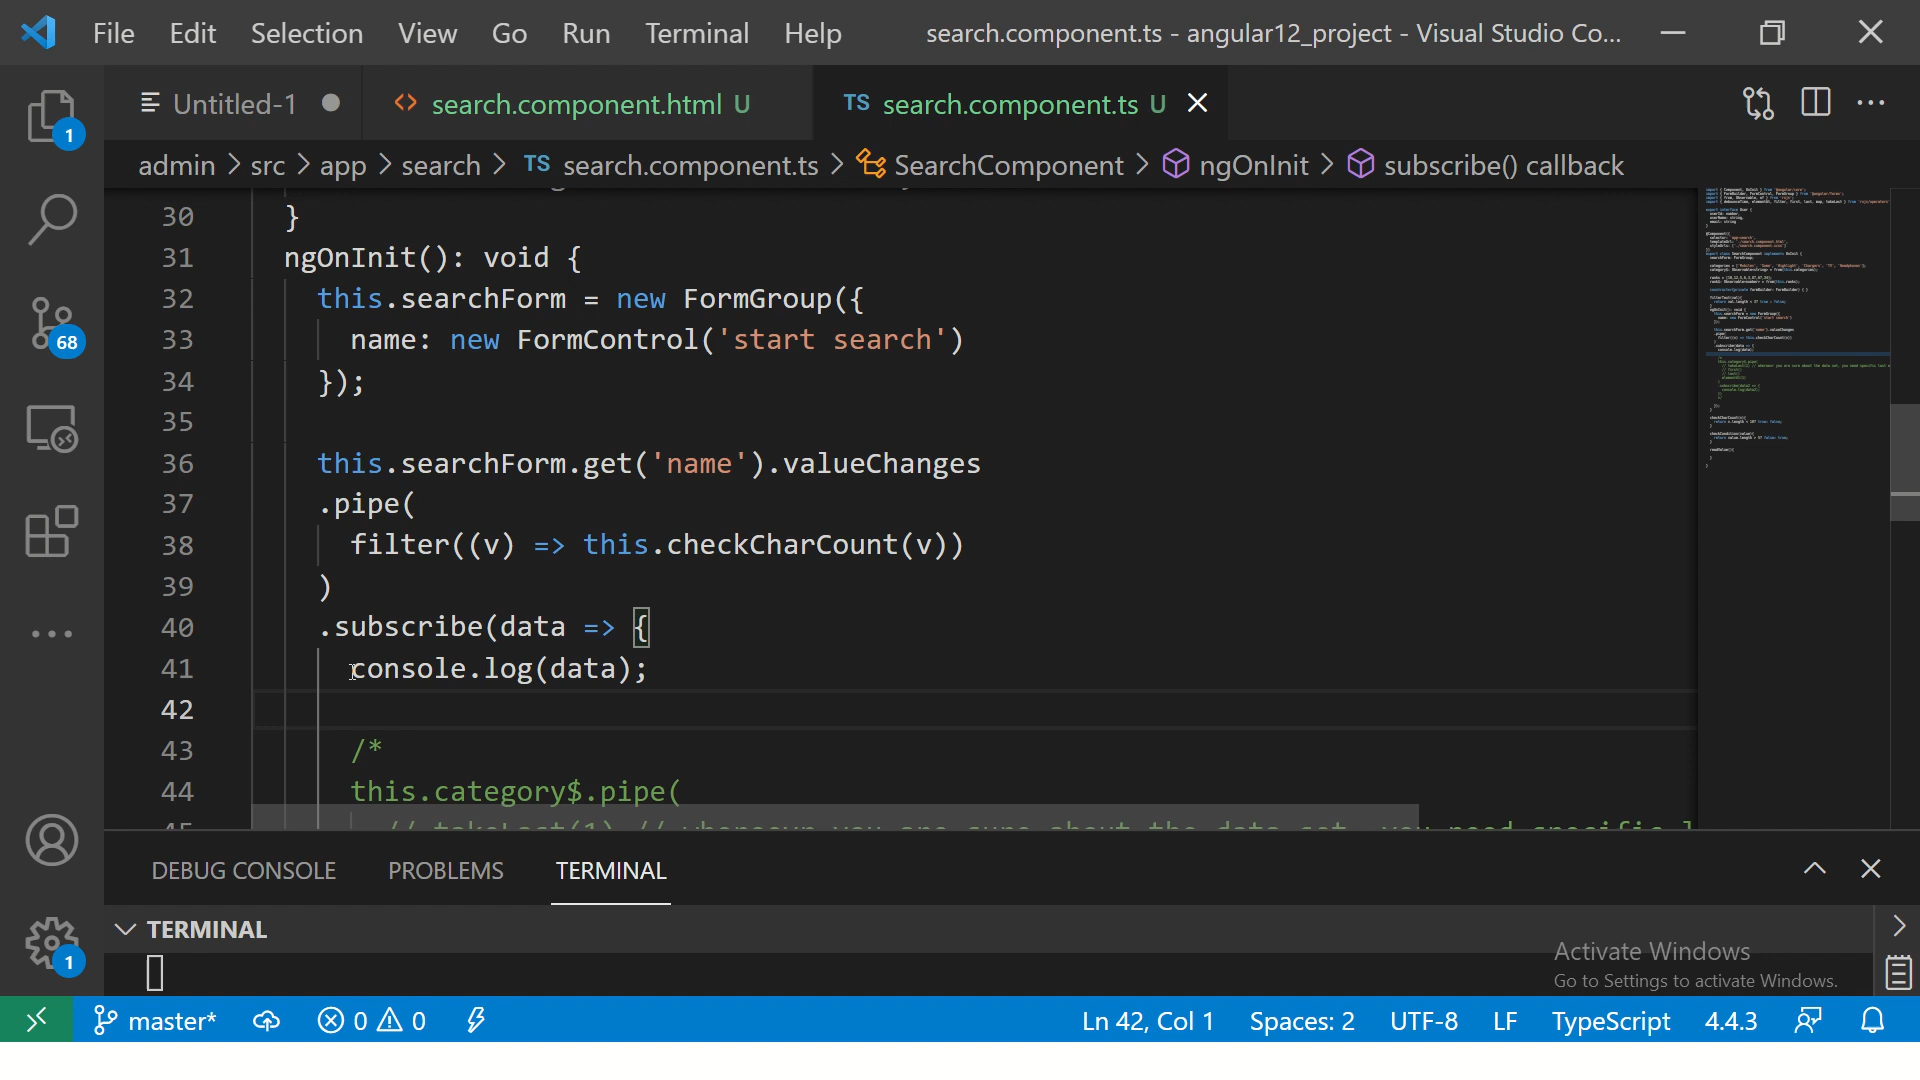 File Edit Selection View Go Run Terminal Help search.component.ts - angular12_project - Visual Studio Co...
Untitled-1 search.component.html U TS search.component.ts U
admin > src > app > search > TS search.component.ts > SearchComponent > ngOnInit > subscribe() callback
30 }
31 ngOnInit(): void {
32 this.searchForm = new FormGroup({
33 name: new FormControl('start search')
34 });
35
36 this.searchForm.get('name').valueChanges
37 .pipe(
38 filter((v) => this.checkCharCount(v))
39 )
40 .subscribe(data => {
41 console.log(data);
42
43 /*
44 this.category$.pipe(
1
68
1
DEBUG CONSOLE PROBLEMS TERMINAL
TERMINAL
Activate Windows
Go to Settings to activate Windows.
master* 0 0 Ln 42, Col 1 Spaces: 2 UTF-8 LF TypeScript 4.4.3